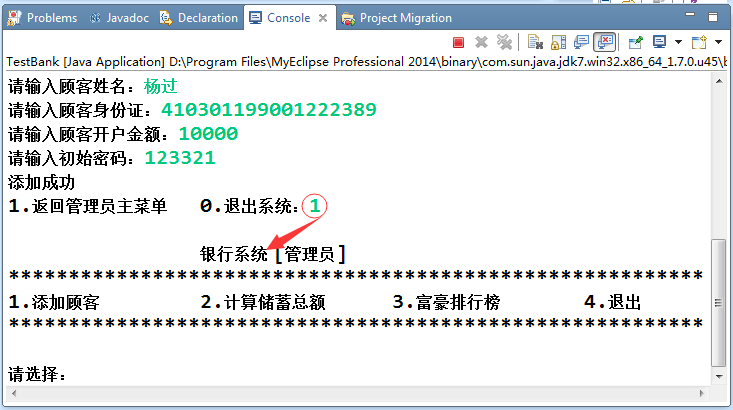 Problems Javadoc Declaration Console Project Migration
TestBank [Java Application] D:\Program Files\MyEclipse Professional 2014\binary\com.sun.java.jdk7.win32.x86_64_1.7.0.u45\b
请输入顾客姓名：杨过
请输入顾客身份证：410301199001222389
请输入顾客开户金额：10000
请输入初始密码：123321
添加成功
1.返回管理员主菜单 0.退出系统：1
银行系统[管理员]
**********************************************************
1.添加顾客 2.计算储蓄总额 3.富豪排行榜 4.退出
**********************************************************
请选择：